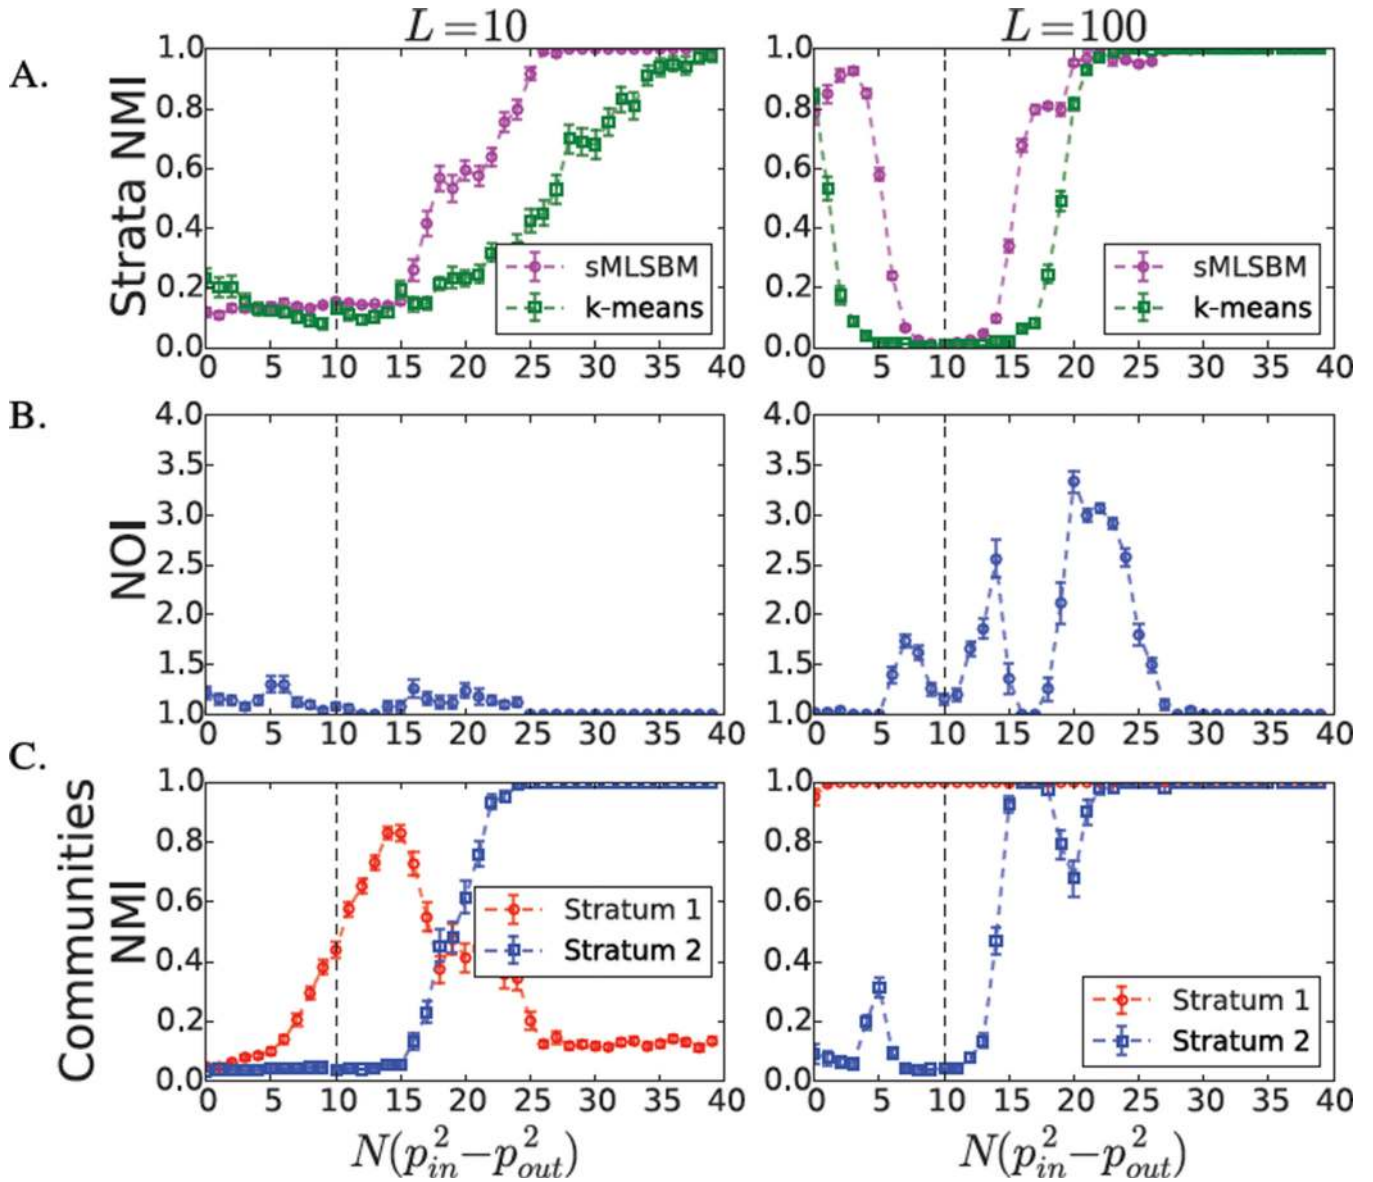 L=10 L=100
A.
Strata NMI
1.0 1.0
0.8 0.8
0.6 0.6
0.4 0.4
0.2 0.2
0.0 0.0
sMLSBM sMLSBM
k-means k-means
0 5 10 15 20 25 30 35 40 0 5 10 15 20 25 30 35 40
B.
NOI
4.0 4.0
3.5 3.5
3.0 3.0
2.5 2.5
2.0 2.0
1.5 1.5
1.0 1.0
0 5 10 15 20 25 30 35 40 0 5 10 15 20 25 30 35 40
C.
Communities
NMI
1.0 1.0
0.8 0.8
0.6 0.6
0.4 0.4
0.2 0.2
0.0 0.0
Stratum 1 Stratum 1
Stratum 2 Stratum 2
0 5 10 15 20 25 30 35 40 0 5 10 15 20 25 30 35 40
N(p²in−p²out) N(p²in−p²out)